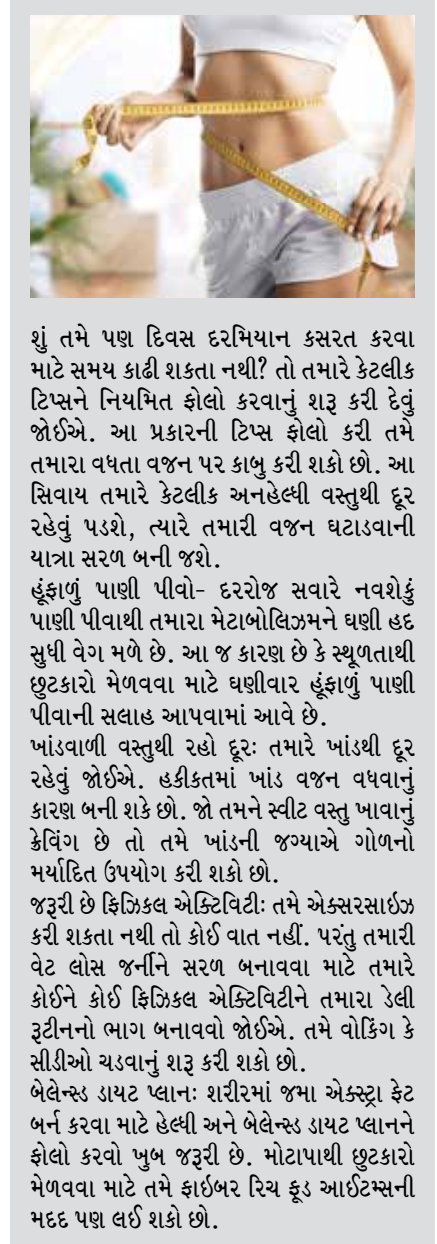 શું તમે પણ દિવસ દરમિયાન કસરત કરવા
માટે સમય કાઢી શકતા નથી? તો તમારે કેટલીક
ટિપ્સને નિયમિત ફોલો કરવાનું શરૂ કરી દેવું
જોઈએ. આ પ્રકારની ટિપ્સ ફોલો કરી તમે
તમારા વધતા વજન પર કાબુ કરી શકો છો. આ
સિવાય તમારે કેટલીક અનહેલ્ધી વસ્તુથી દૂર
રહેવું પડશે, ત્યારે તમારી વજન ઘટાડવાની
યાત્રા સરળ બની જશે.
હૂંફાળું પાણી પીવો- દરરોજ સવારે નવશેકું
પાણી પીવાથી તમારા મેટાબોલિઝમને ઘણી હદ
સુધી વેગ મળે છે. આ જ કારણ છે કે સ્થૂળતાથી
છુટકારો મેળવવા માટે ઘણીવાર હૂંફાળું પાણી
પીવાની સલાહ આપવામાં આવે છે.
ખાંડવાળી વસ્તુથી રહો દૂરઃ તમારે ખાંડથી દૂર
રહેવું જોઈએ. હકીકતમાં ખાંડ વજન વધવાનું
કારણ બની શકે છો. જો તમને સ્વીટ વસ્તુ ખાવાનું
ક્રેવિંગ છે તો તમે ખાંડની જગ્યાએ ગોળનો
મર્યાદિત ઉપયોગ કરી શકો છો.
જરૂરી છે ફિઝિકલ એક્ટિવિટીઃ તમે એક્સરસાઇઝ
કરી શકતા નથી તો કોઈ વાત નહીં. પરંતુ તમારી
વેટ લોસ જર્નીને સરળ બનાવવા માટે તમારે
કોઈને કોઈ ફિઝિકલ એક્ટિવિટીને તમારા ડેલી
રૂટીનનો ભાગ બનાવવો જોઈએ. તમે વોકિંગ કે
સીડીઓ ચડવાનું શરૂ કરી શકો છો.
બેલેન્સ્ડ ડાયટ પ્લાનઃ શરીરમાં જમા એક્સ્ટ્રા ફેટ
બર્ન કરવા માટે હેલ્ધી અને બેલેન્સ્ડ ડાયટ પ્લાનને
ફોલો કરવો ખુબ જરૂરી છે. મોટાપાથી છુટકારો
મેળવવા માટે તમે ફાઇબર રિચ ફૂડ આઈટમ્સની
મદદ પણ લઈ શકો છો.